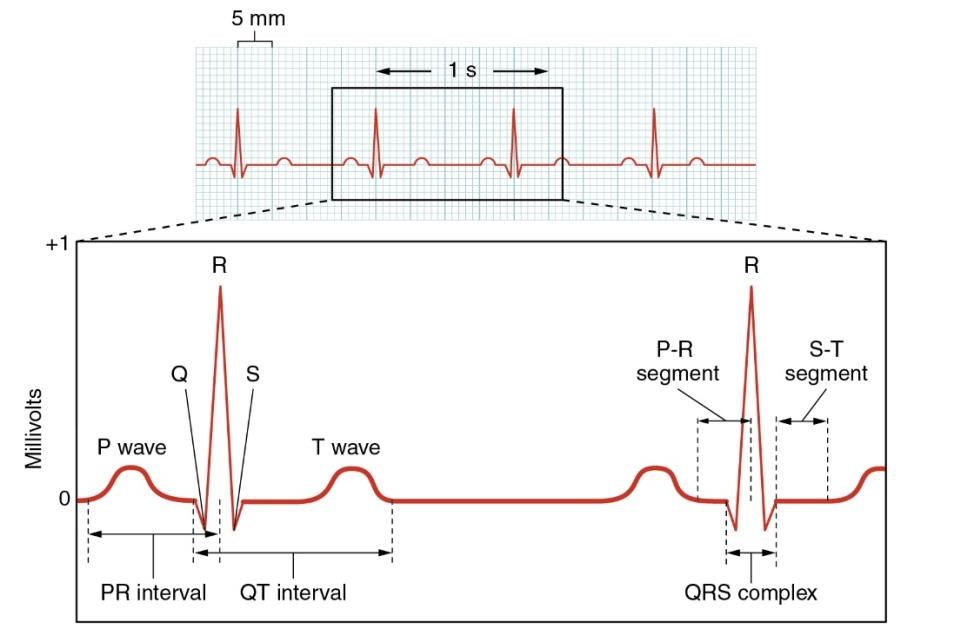 5 mm
1 s
+1
R
R
P-R
segment
S-T
segment
Q
S
Millivolts
P wave
T wave
0
PR interval
QT interval
QRS complex